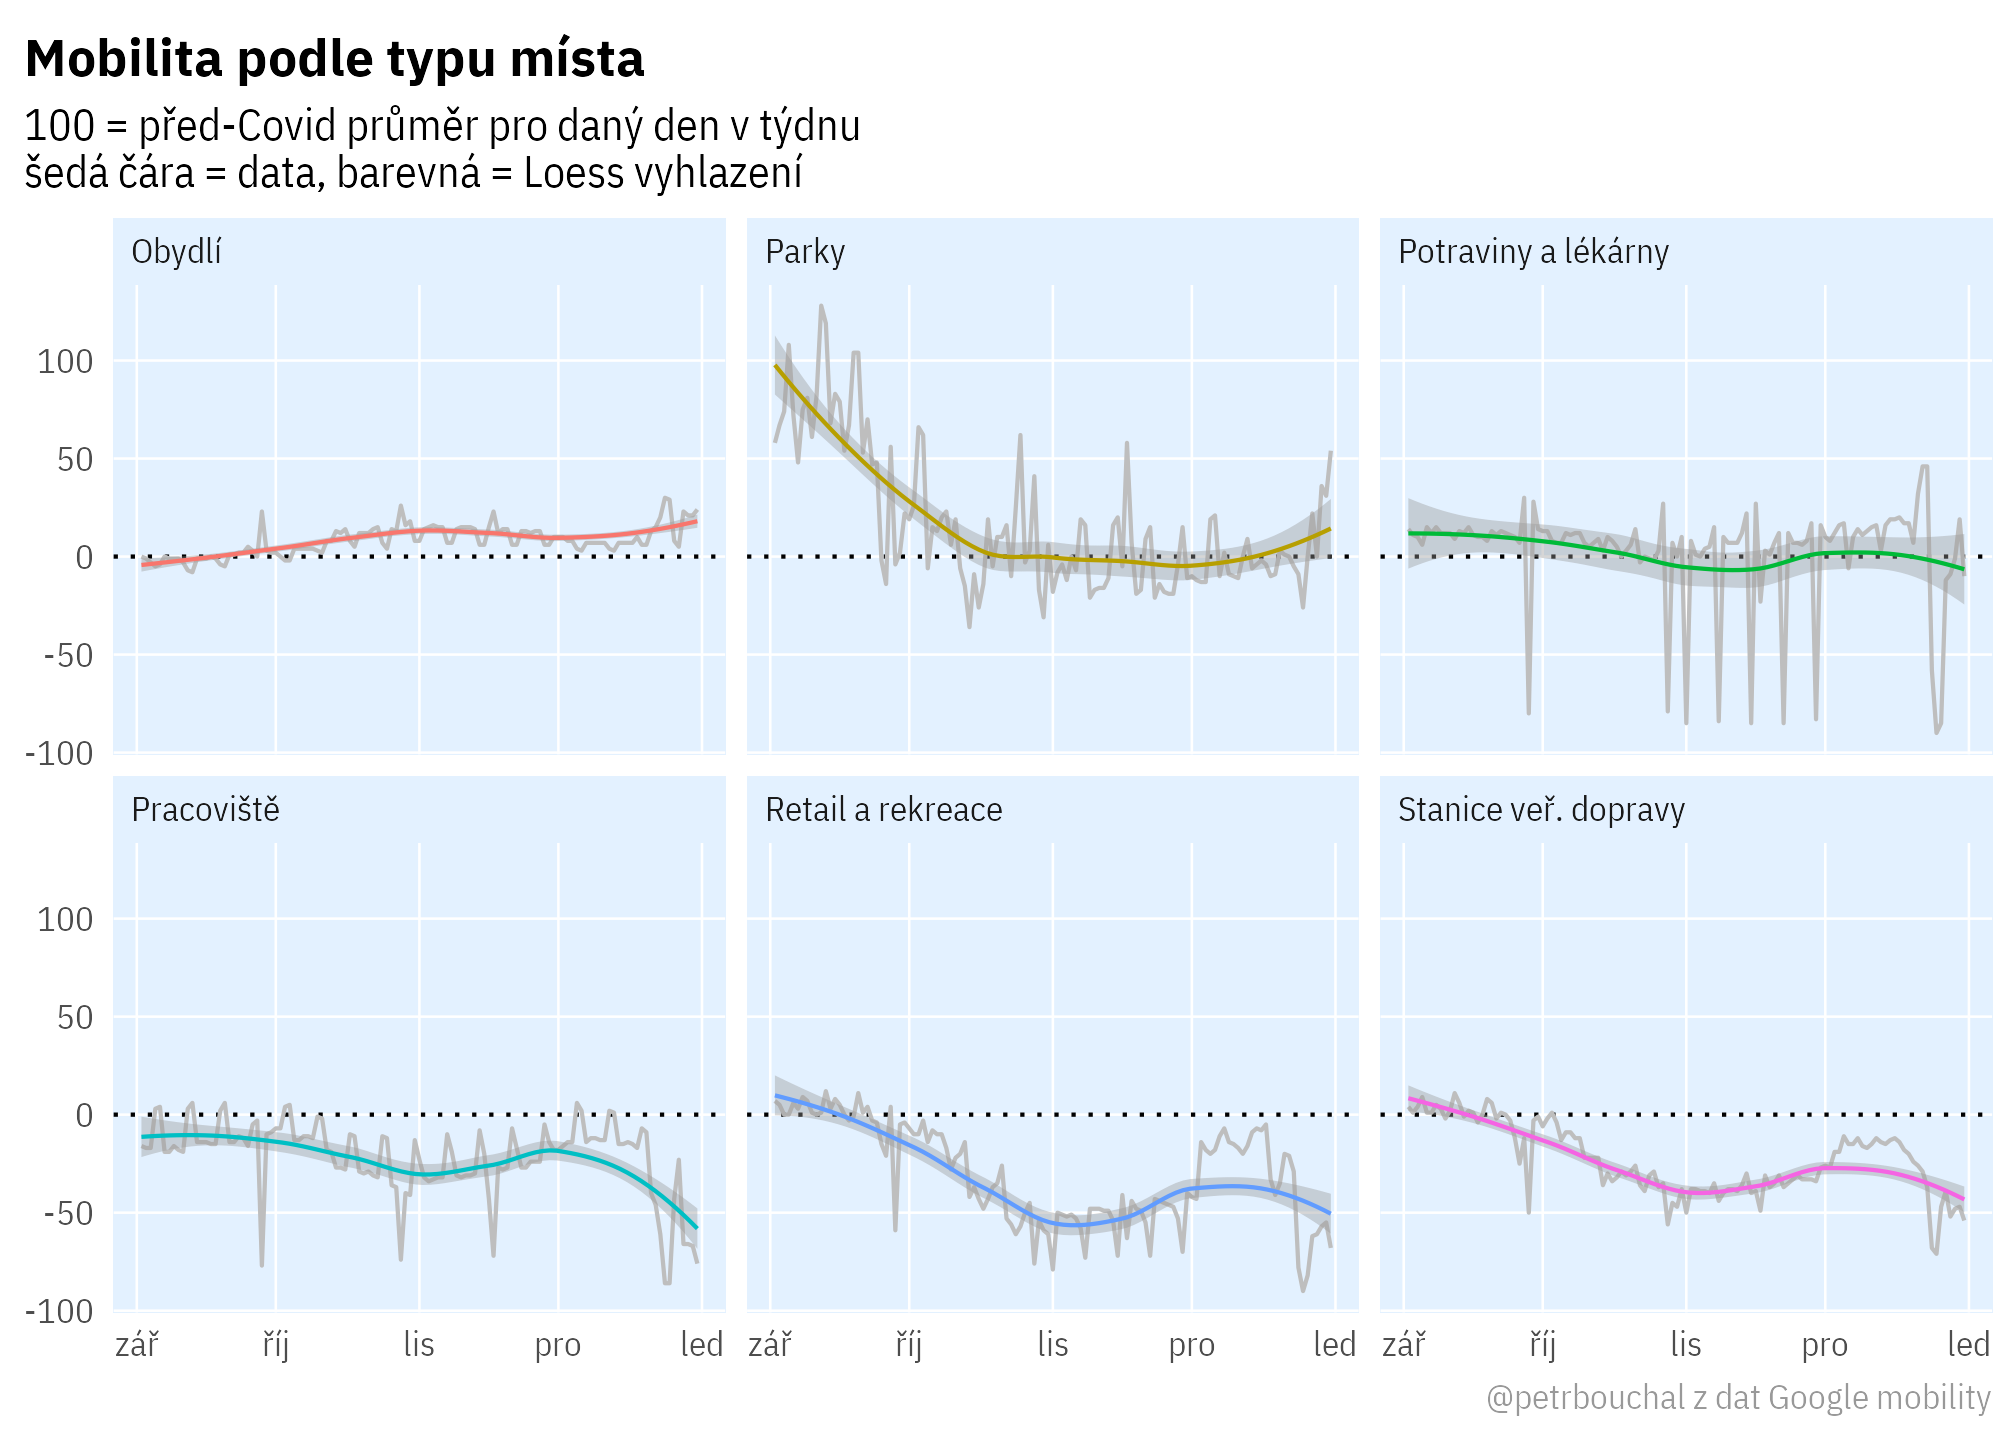 Mobilita podle typu místa
100 = před-Covid průměr pro daný den v týdnu
šedá čára = data, barevná = Loess vyhlazení
Obydlí
Parky
Potraviny a lékárny
100
50
0
-50
-100
Pracoviště
Retail a rekreace
Stanice veř. dopravy
100
50
0
-50
-100
zář říj lis pro led
zář říj lis pro led
zář říj lis pro led
@petrbouchal z dat Google mobility